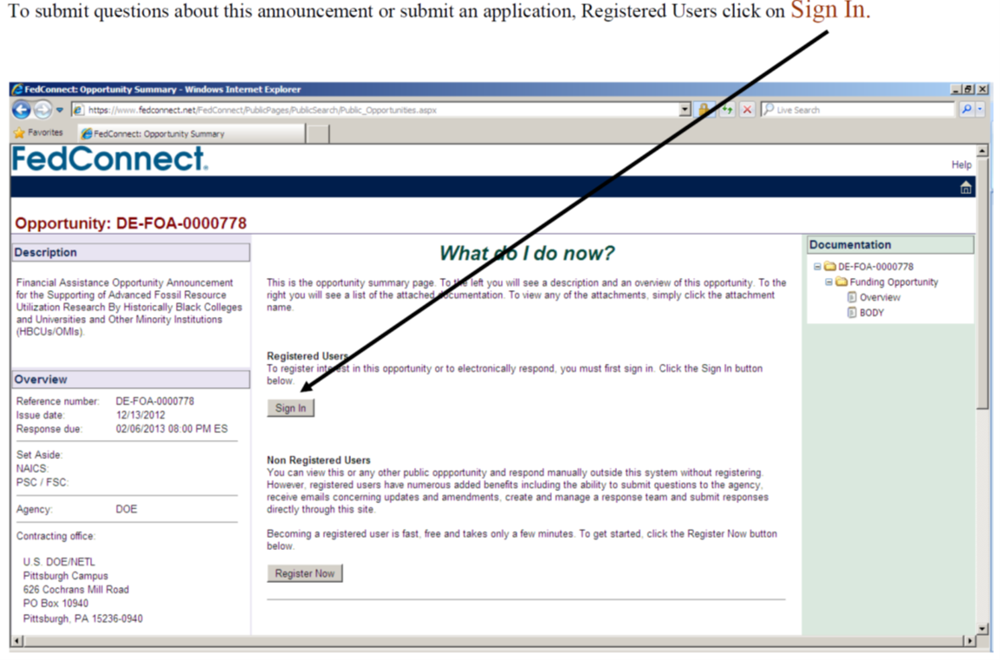 To submit questions about this announcement or submit an application, Registered Users click on Sign In.
FedConnect: Opportunity Summary - Windows Internet Explorer
https://www.fedconnect.net/FedConnect/PublicPages/PublicSearch/Public_Opportunities.aspx
Live Search
Favorites
FedConnect: Opportunity Summary
FedConnect.
Help
Opportunity: DE-FOA-0000778
Description
Financial Assistance Opportunity Announcement
for the Supporting of Advanced Fossil Resource
Utilization Research By Historically Black Colleges
and Universities and Other Minority Institutions
(HBCUs/OMIs).
Overview
Reference number: DE-FOA-0000778
Issue date: 12/13/2012
Response due: 02/06/2013 08:00 PM ES
Set Aside:
NAICS:
PSC / FSC:
Agency: DOE
Contracting office:
U.S. DOE/NETL
Pittsburgh Campus
626 Cochrans Mill Road
PO Box 10940
Pittsburgh, PA 15236-0940
What do I do now?
This is the opportunity summary page. To the left you will see a description and an overview of this opportunity. To the
right you will see a list of the attached documentation. To view any of the attachments, simply click the attachment
name.
Registered Users
To register interest in this opportunity or to electronically respond, you must first sign in. Click the Sign In button
below.
Sign In
Non Registered Users
You can view this or any other public oppportunity and respond manually outside this system without registering.
However, registered users have numerous added benefits including the ability to submit questions to the agency,
receive emails concerning updates and amendments, create and manage a response team and submit responses
directly through this site.
Becoming a registered user is fast, free and takes only a few minutes. To get started, click the Register Now button
below.
Register Now
Documentation
DE-FOA-0000778
Funding Opportunity
Overview
BODY